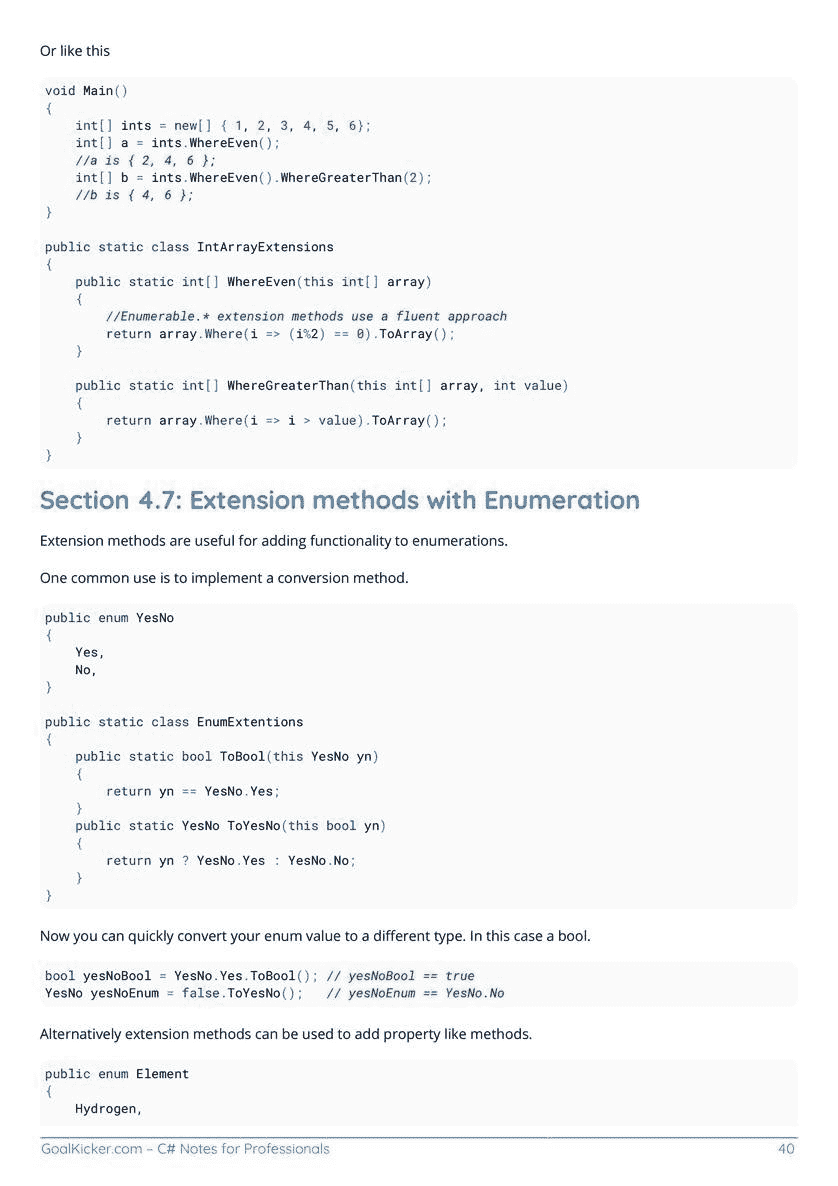 Or like this
void Main()
{
    int[] ints = new[] { 1, 2, 3, 4, 5, 6};
    int[] a = ints.WhereEven();
    //a is { 2, 4, 6 };
    int[] b = ints.WhereEven().WhereGreaterThan(2);
    //b is { 4, 6 };
}

public static class IntArrayExtensions
{
    public static int[] WhereEven(this int[] array)
    {
        //Enumerable.* extension methods use a fluent approach
        return array.Where(i => (i%2) == 0).ToArray();
    }

    public static int[] WhereGreaterThan(this int[] array, int value)
    {
        return array.Where(i => i > value).ToArray();
    }
}
Section 4.7: Extension methods with Enumeration
Extension methods are useful for adding functionality to enumerations.
One common use is to implement a conversion method.
public enum YesNo
{
    Yes,
    No,
}

public static class EnumExtentions
{
    public static bool ToBool(this YesNo yn)
    {
        return yn == YesNo.Yes;
    }
    public static YesNo ToYesNo(this bool yn)
    {
        return yn ? YesNo.Yes : YesNo.No;
    }
}
Now you can quickly convert your enum value to a different type. In this case a bool.
bool yesNoBool = YesNo.Yes.ToBool(); // yesNoBool == true
YesNo yesNoEnum = false.ToYesNo();   // yesNoEnum == YesNo.No
Alternatively extension methods can be used to add property like methods.
public enum Element
{
    Hydrogen,
GoalKicker.com – C# Notes for Professionals 40